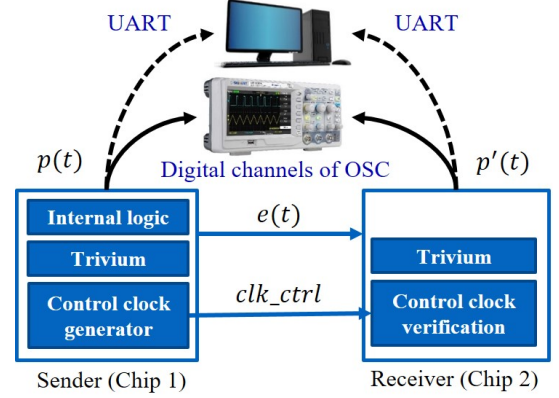 UART UART
p(t) p'(t)
Digital channels of OSC
Internal logic
e(t)
Trivium Trivium
clk_ctrl
Control clock
generator
Control clock
verification
Sender (Chip 1) Receiver (Chip 2)